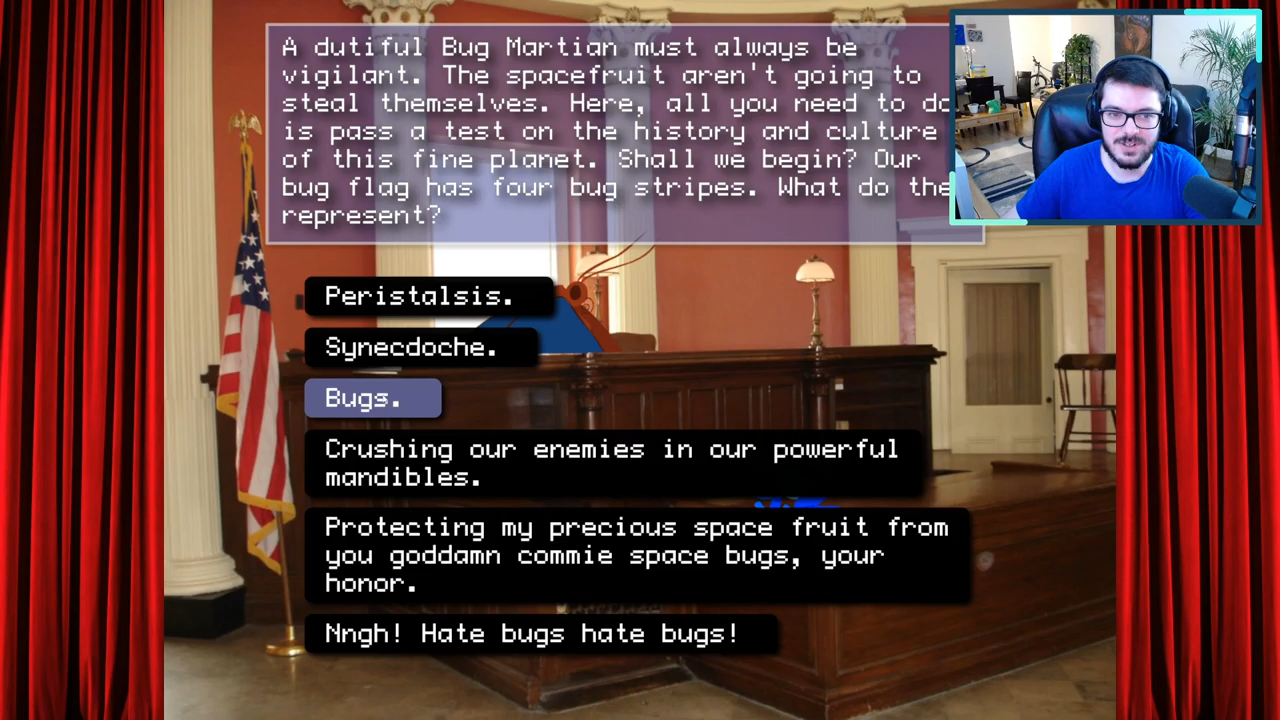 A dutiful Bug Martian must always be
vigilant. The spacefruit aren't going to
steal themselves. Here, all you need to do
is pass a test on the history and culture
of this fine planet. Shall we begin? Our
bug flag has four bug stripes. What do the
represent?
Peristalsis.
Synecdoche.
Bugs.
Crushing our enemies in our powerful
mandibles.
Protecting my precious space fruit from
you goddamn commie space bugs, your
honor.
Nngh! Hate bugs hate bugs!